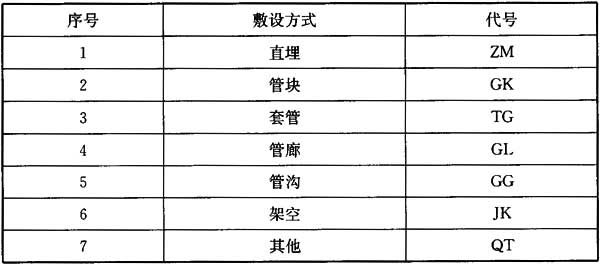 序号 敷设方式 代号
1 直埋 ZM
2 管块 GK
3 套管 TG
4 管廊 GL
5 管沟 GG
6 架空 JK
7 其他 QT